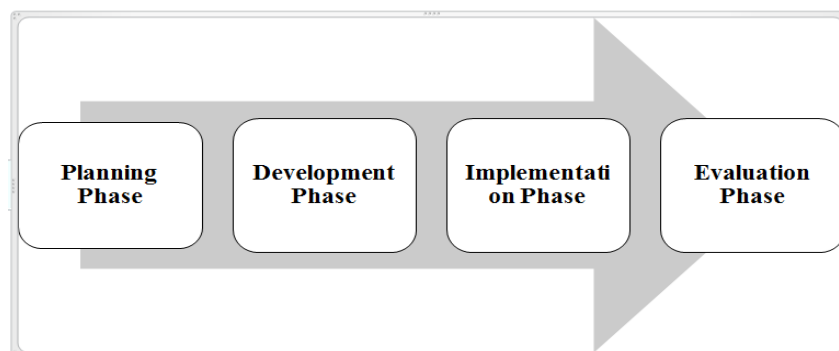 Planning
Phase
Development
Phase
Implementati
on Phase
Evaluation
Phase